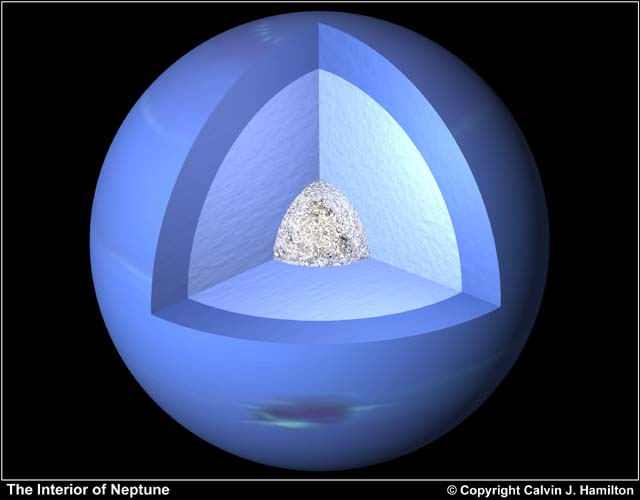 The Interior of Neptune
© Copyright Calvin J. Hamilton